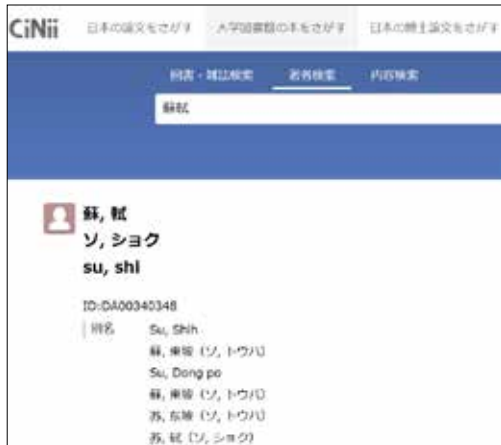 CiNii 日本の論文をさがす 大学図書館の本をさがす 日本の博士論文をさがす
図書・雑誌検索 著者検索 内容検索
蘇軾
蘇, 軾
ソ, ショク
su, shi
ID:DA00340348
別名 Su, Shih
蘇, 東坡 (ソ, トウハ)
Su, Dong po
蘇, 東坡 (ソ, トウハ)
苏, 东坡 (ソ, トウハ)
苏, 轼 (ソ, ショク)